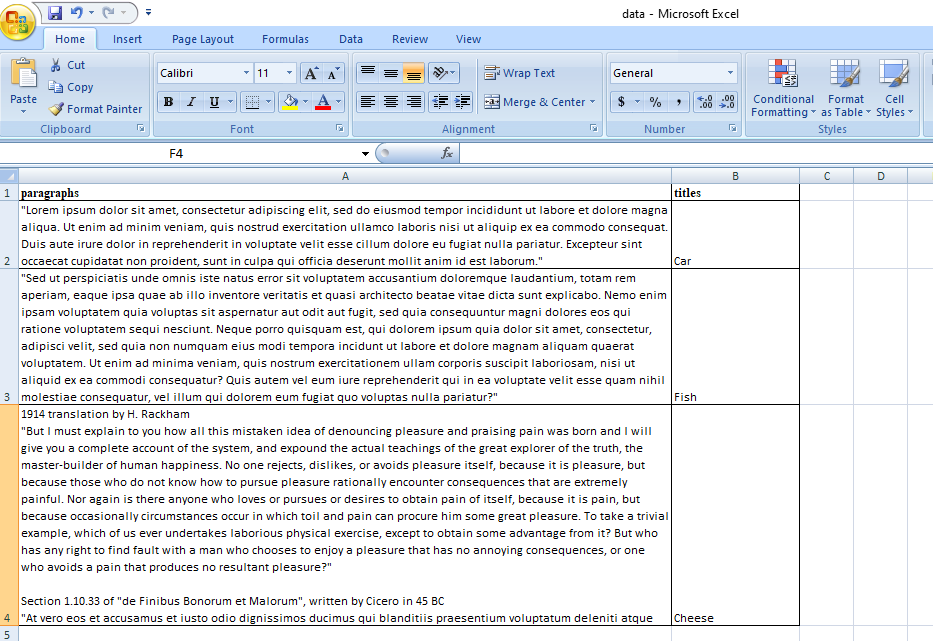 data - Microsoft Excel
Home Insert Page Layout Formulas Data Review View
Cut
Calibri 11 Wrap Text General Conditional Formatting Format as Table Cell Styles
Copy
Paste
Format Painter
B I U A Merge & Center $ % ,
Clipboard Font Alignment Number Styles
F4 fx
A B C D
1 paragraphs titles
"Lorem ipsum dolor sit amet, consectetur adipiscing elit, sed do eiusmod tempor incididunt ut labore et dolore magna
aliqua. Ut enim ad minim veniam, quis nostrud exercitation ullamco laboris nisi ut aliquip ex ea commodo consequat.
Duis aute irure dolor in reprehenderit in voluptate velit esse cillum dolore eu fugiat nulla pariatur. Excepteur sint
2 occaecat cupidatat non proident, sunt in culpa qui officia deserunt mollit anim id est laborum." Car
"Sed ut perspiciatis unde omnis iste natus error sit voluptatem accusantium doloremque laudantium, totam rem
aperiam, eaque ipsa quae ab illo inventore veritatis et quasi architecto beatae vitae dicta sunt explicabo. Nemo enim
ipsam voluptatem quia voluptas sit aspernatur aut odit aut fugit, sed quia consequuntur magni dolores eos qui
ratione voluptatem sequi nesciunt. Neque porro quisquam est, qui dolorem ipsum quia dolor sit amet, consectetur,
adipisci velit, sed quia non numquam eius modi tempora incidunt ut labore et dolore magnam aliquam quaerat
voluptatem. Ut enim ad minima veniam, quis nostrum exercitationem ullam corporis suscipit laboriosam, nisi ut
aliquid ex ea commodi consequatur? Quis autem vel eum iure reprehenderit qui in ea voluptate velit esse quam nihil
3 molestiae consequatur, vel illum qui dolorem eum fugiat quo voluptas nulla pariatur?" Fish
1914 translation by H. Rackham
"But I must explain to you how all this mistaken idea of denouncing pleasure and praising pain was born and I will
give you a complete account of the system, and expound the actual teachings of the great explorer of the truth, the
master-builder of human happiness. No one rejects, dislikes, or avoids pleasure itself, because it is pleasure, but
because those who do not know how to pursue pleasure rationally encounter consequences that are extremely
painful. Nor again is there anyone who loves or pursues or desires to obtain pain of itself, because it is pain, but
because occasionally circumstances occur in which toil and pain can procure him some great pleasure. To take a trivial
example, which of us ever undertakes laborious physical exercise, except to obtain some advantage from it? But who
has any right to find fault with a man who chooses to enjoy a pleasure that has no annoying consequences, or one
who avoids a pain that produces no resultant pleasure?"
Section 1.10.33 of "de Finibus Bonorum et Malorum", written by Cicero in 45 BC
4 "At vero eos et accusamus et iusto odio dignissimos ducimus qui blanditiis praesentium voluptatum deleniti atque Cheese
5